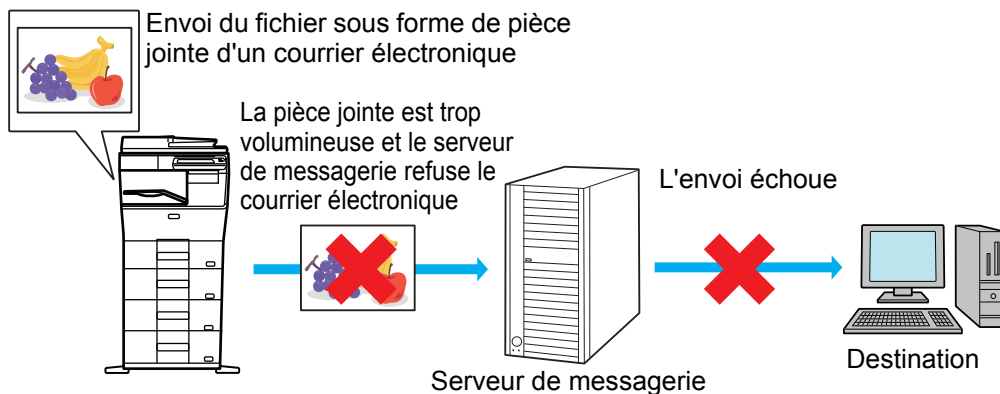 Envoi du fichier sous forme de pièce
jointe d'un courrier électronique
La pièce jointe est trop
volumineuse et le serveur
de messagerie refuse le
courrier électronique
L'envoi échoue
Serveur de messagerie
Destination